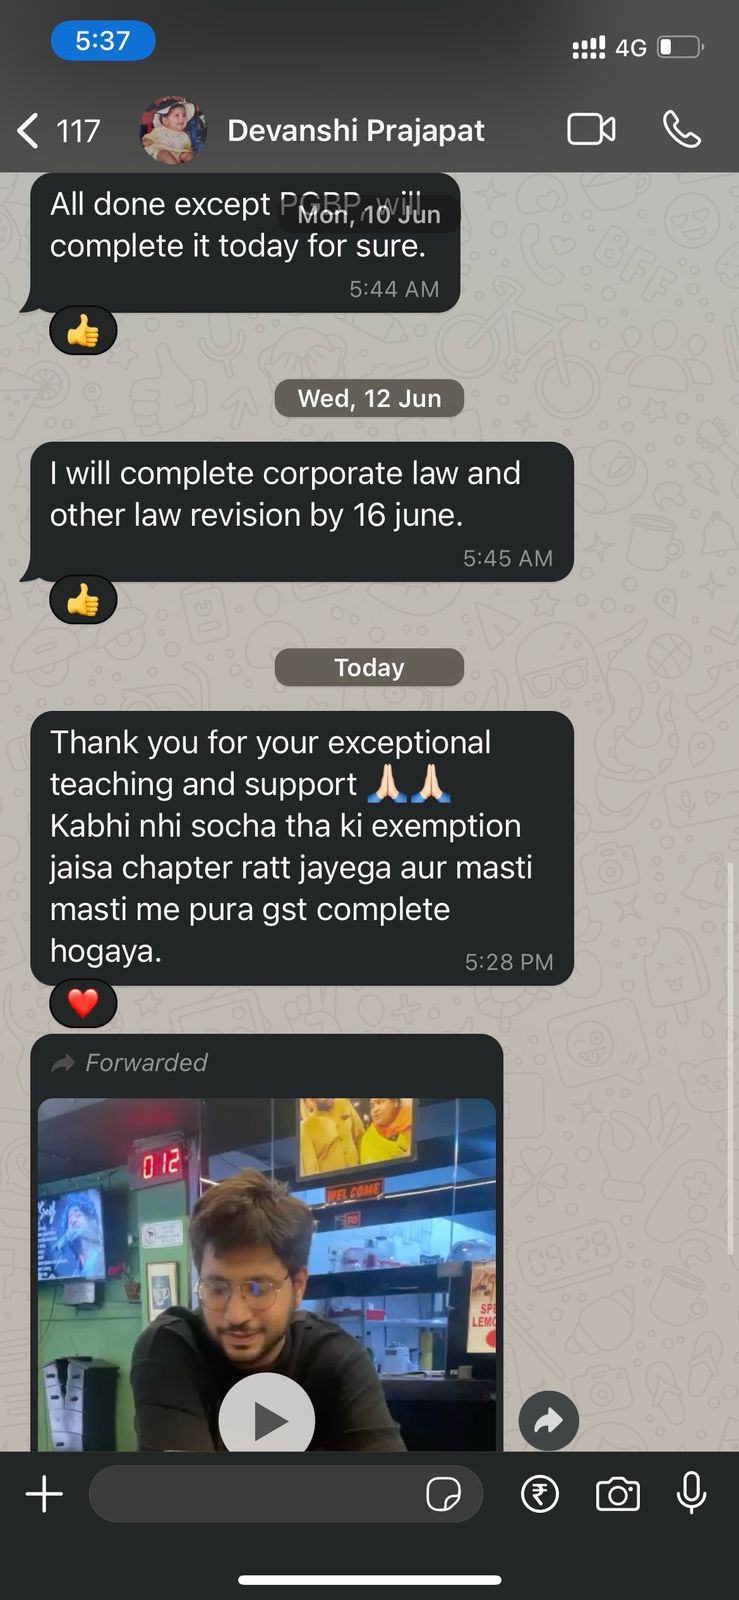 5:37
4G
117
Devanshi Prajapat
All done except PGBP, will
Mon, 10 Jun
complete it today for sure.
5:44 AM
Wed, 12 Jun
I will complete corporate law and
other law revision by 16 june.
5:45 AM
Today
Thank you for your exceptional
teaching and support 🙏🏻🙏🏻
Kabhi nhi socha tha ki exemption
jaisa chapter ratt jayega aur masti
masti me pura gst complete
hogaya.
5:28 PM
Forwarded
012
WELCOME
TO